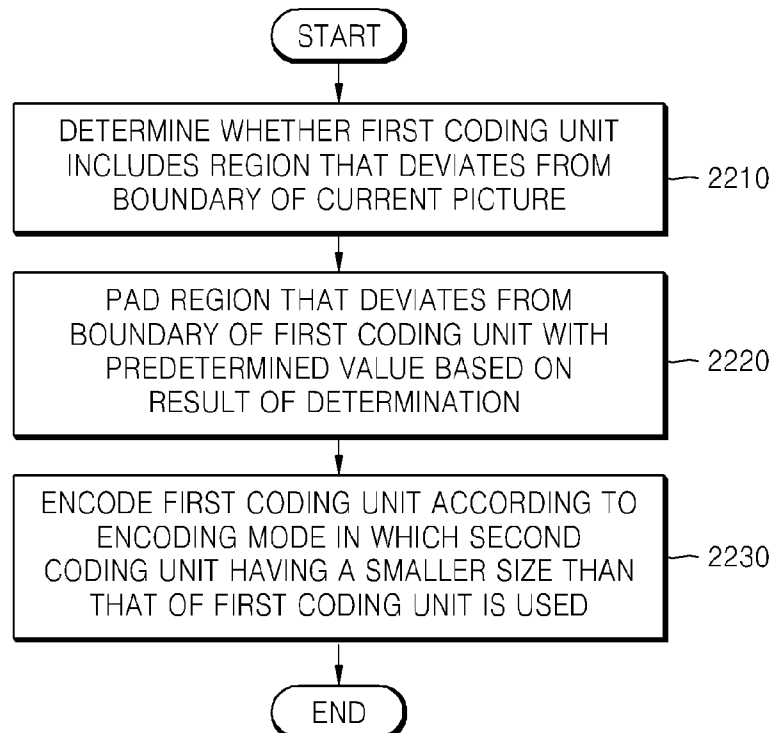 START
DETERMINE WHETHER FIRST CODING UNIT
INCLUDES REGION THAT DEVIATES FROM
BOUNDARY OF CURRENT PICTURE
2210
PAD REGION THAT DEVIATES FROM
BOUNDARY OF FIRST CODING UNIT WITH
PREDETERMINED VALUE BASED ON
RESULT OF DETERMINATION
2220
ENCODE FIRST CODING UNIT ACCORDING TO
ENCODING MODE IN WHICH SECOND
CODING UNIT HAVING A SMALLER SIZE THAN
THAT OF FIRST CODING UNIT IS USED
2230
END